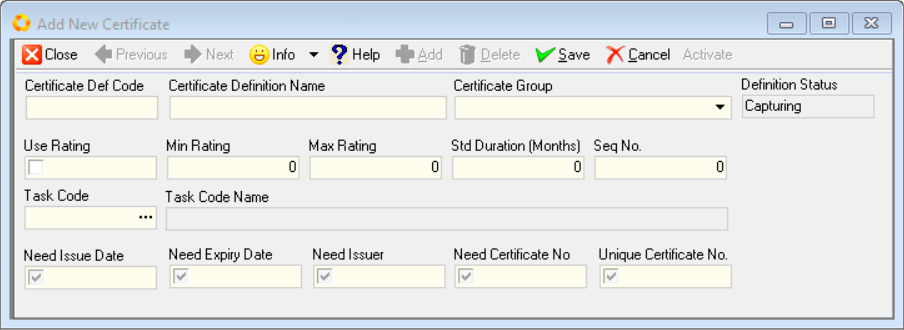 Add New Certificate
Close Previous Next Info Help Add Delete Save Cancel Activate
Certificate Def Code Certificate Definition Name Certificate Group Definition Status
Capturing
Use Rating Min Rating Max Rating Std Duration (Months) Seq No.
0 0 0 0
Task Code Task Code Name
...
Need Issue Date Need Expiry Date Need Issuer Need Certificate No Unique Certificate No.